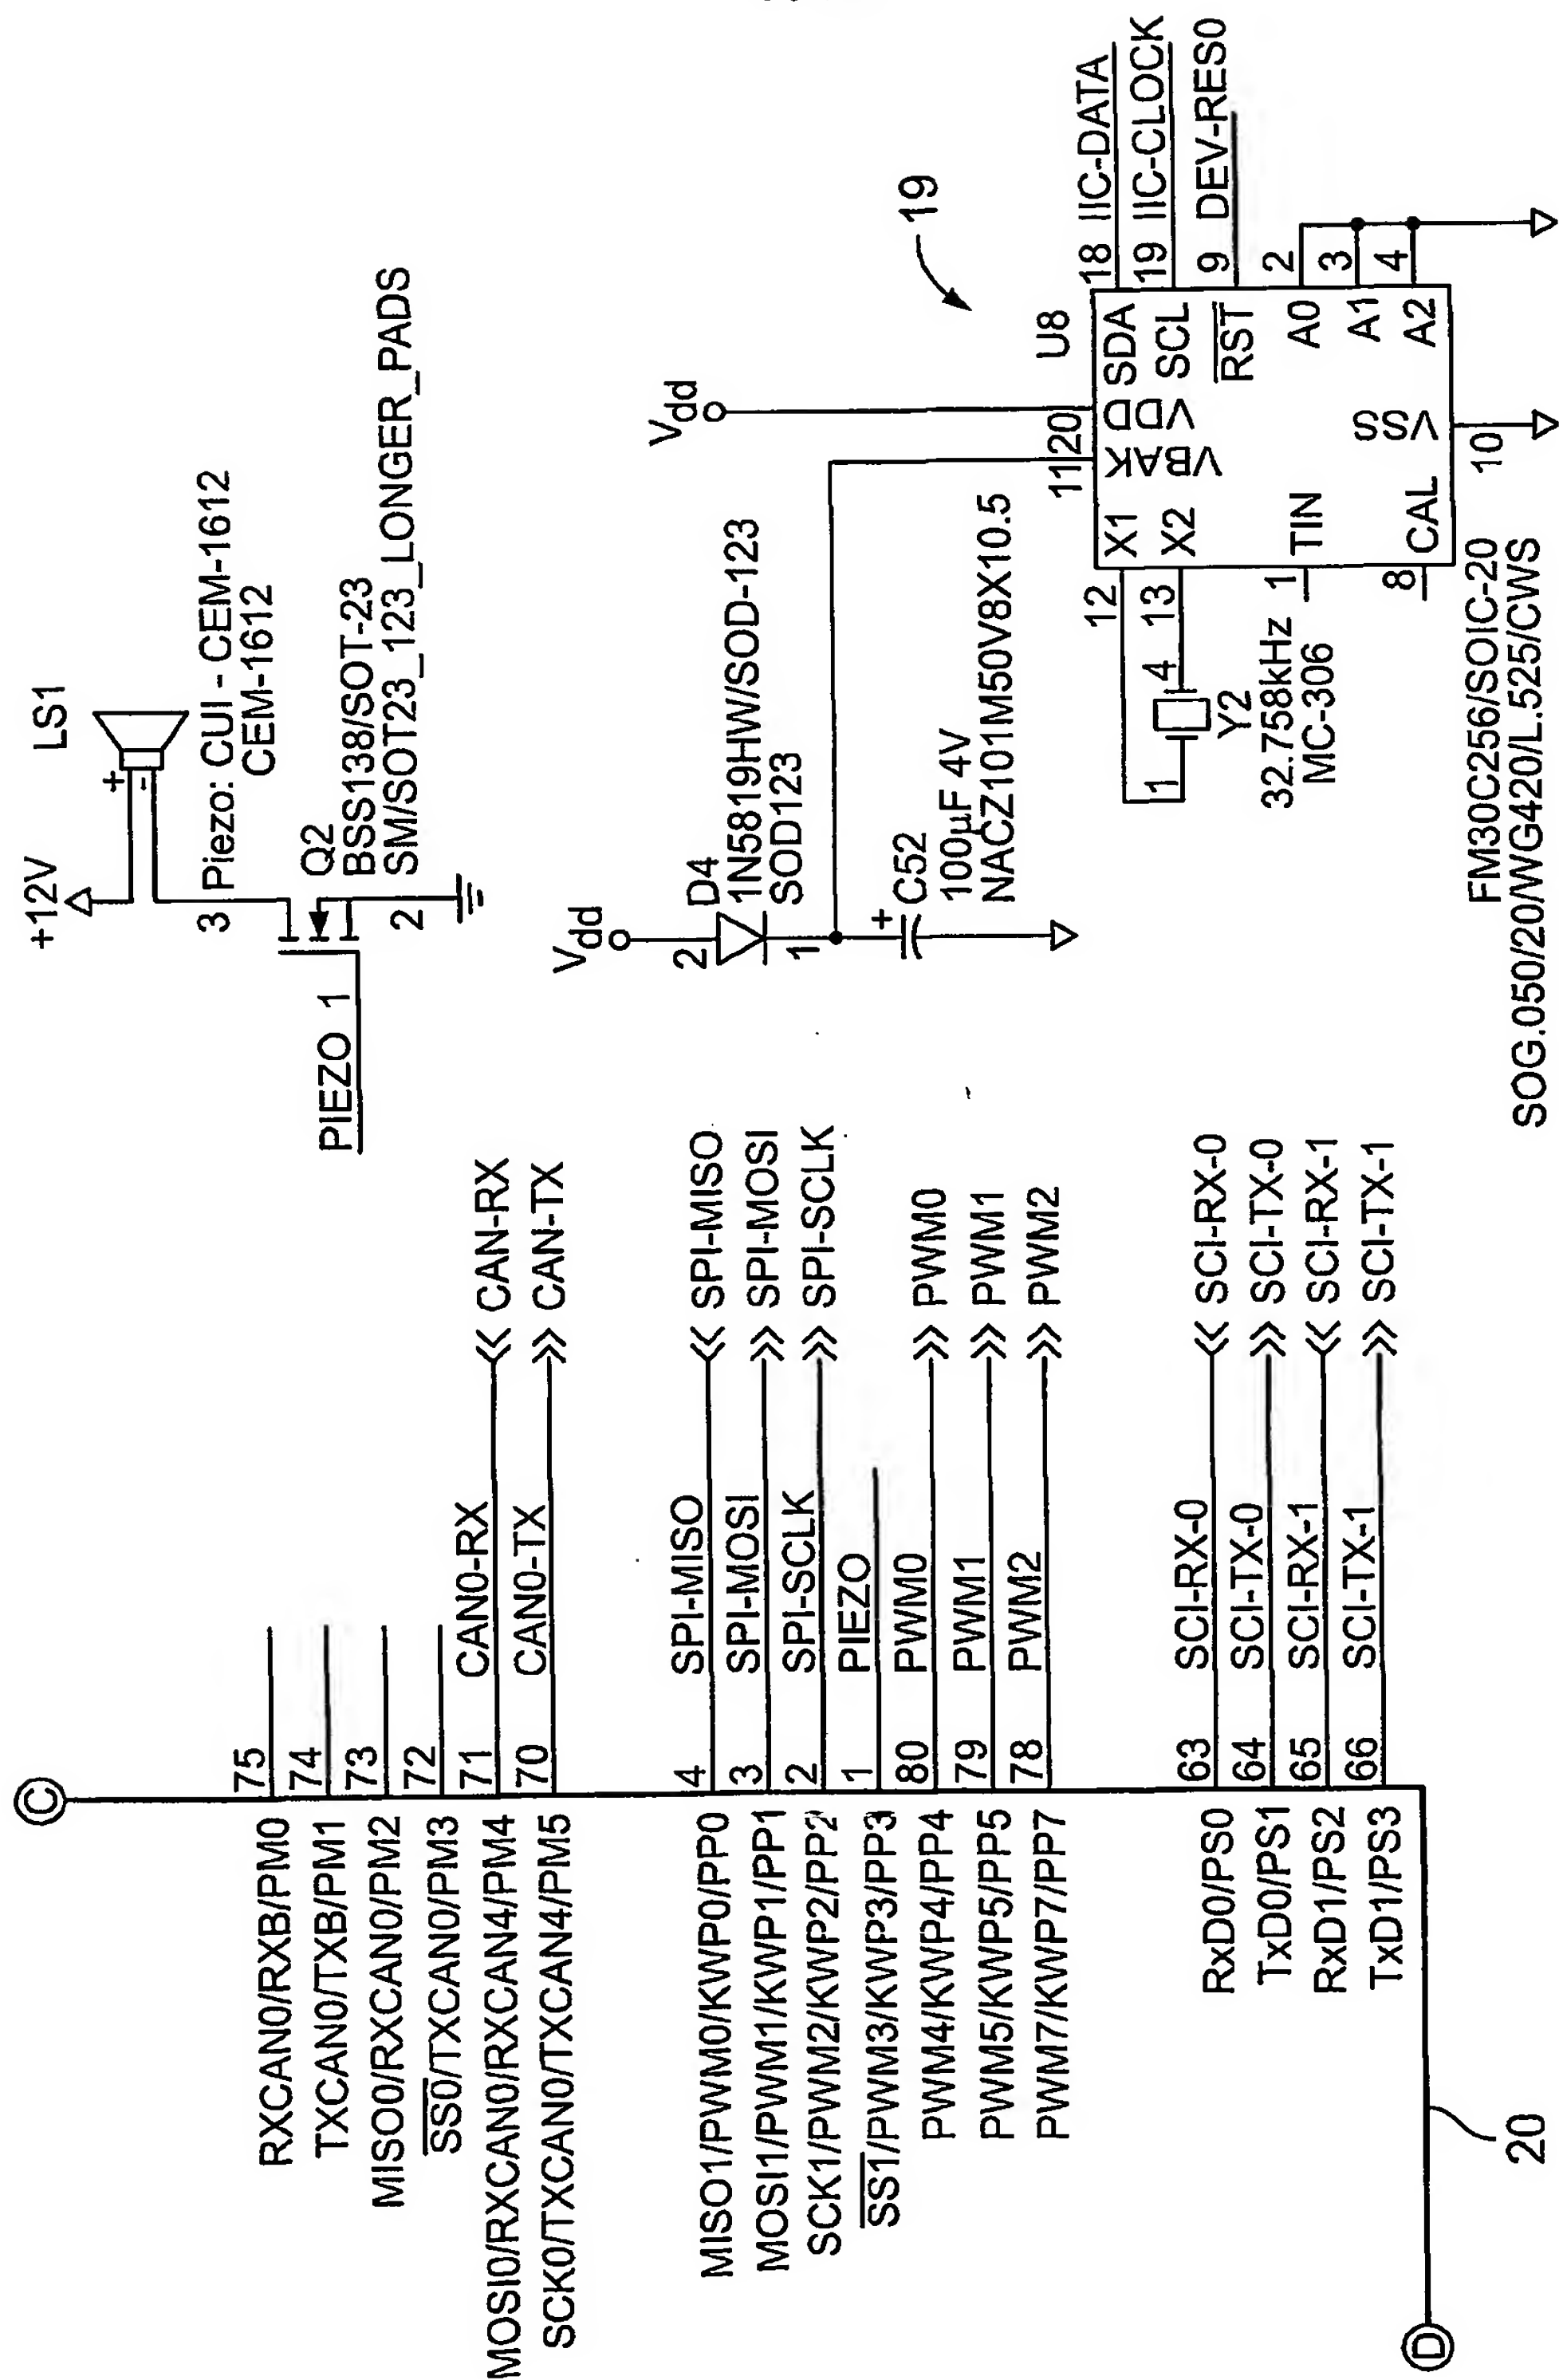 C
RXCAN0/RXB/PM0 75
TXCAN0/TXB/PM1 74
MISO0/RXCAN0/PM2 73
SS0/TXCAN0/PM3 72
MOSI0/RXCAN0/RXCAN4/PM4 71 CAN0-RX CAN-RX
SCK0/TXCAN0/TXCAN4/PM5 70 CAN0-TX CAN-TX
MISO1/PWM0/KWP0/PP0 4 SPI-MISO SPI-MISO
MOSI1/PWM1/KWP1/PP1 3 SPI-MOSI SPI-MOSI
SCK1/PWM2/KWP2/PP2 2 SPI-SCLK SPI-SCLK
SS1/PWM3/KWP3/PP3 1 PIEZO
PWM4/KWP4/PP4 80 PWM0 PWM0
PWM5/KWP5/PP5 79 PWM1 PWM1
PWM7/KWP7/PP7 78 PWM2 PWM2
RxD0/PS0 63 SCI-RX-0 SCI-RX-0
TxD0/PS1 64 SCI-TX-0 SCI-TX-0
RxD1/PS2 65 SCI-RX-1 SCI-RX-1
TxD1/PS3 66 SCI-TX-1 SCI-TX-1
D
20
+12V
LS1
+
-
3 Piezo: CUI - CEM-1612
CEM-1612
Q2
BSS138/SOT-23
SM/SOT23_123_LONGER_PADS
PIEZO 1
2
Vdd
2 D4
1N5819HW/SOD-123
SOD123
1
+ C52
100µF 4V
NACZ101M50V8X10.5
Vdd
19
U8
11 20
VBAK VDD
12 X1
13 X2
1 4
Y2
32.758kHz
MC-306
1 TIN
8 CAL
SDA 18 IIC-DATA
SCL 19 IIC-CLOCK
RST 9 DEV-RES0
A0 2
A1 3
A2 4
VSS
10
FM30C256/SOIC-20
SOG.050/20/WG420/L.525/CWS